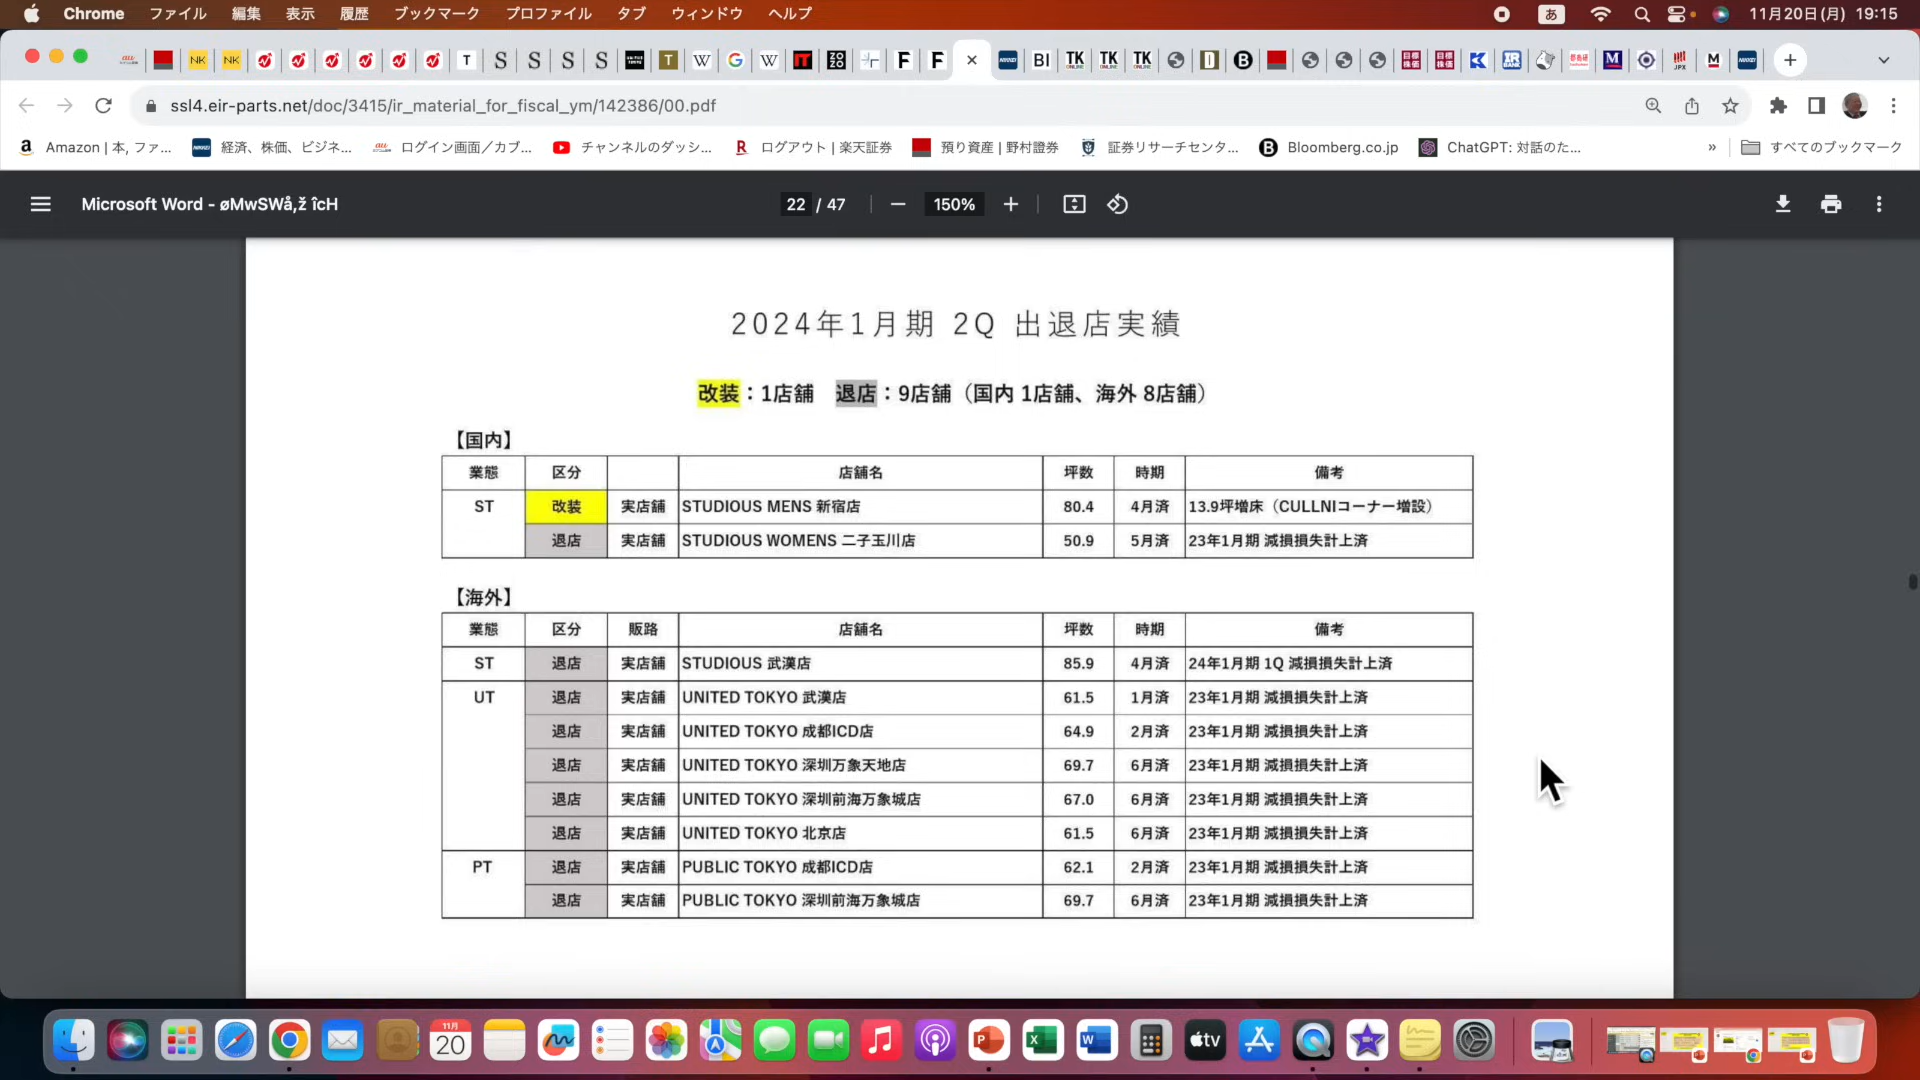 Chrome ファイル 編集 表示 履歴 ブックマーク プロファイル タブ ウィンドウ ヘルプ あ 11月20日(月) 19:15
ssl4.eir-parts.net/doc/3415/ir_material_for_fiscal_ym/142386/00.pdf
Amazon | 本, ファ... 経済、株価、ビジネ... ログイン画面／カブ... チャンネルのダッシ... ログアウト | 楽天証券 預り資産 | 野村證券 証券リサーチセンタ... Bloomberg.co.jp ChatGPT: 対話のた... » すべてのブックマーク
Microsoft Word - øMwSWå,ž îcH 22 / 47 150%
2024年1月期 2Q 出退店実績
改装：1店舗 退店：9店舗（国内 1店舗、海外 8店舗）
【国内】
業態 区分 店舗名 坪数 時期 備考
ST 改装 実店舗 STUDIOUS MENS 新宿店 80.4 4月済 13.9坪増床（CULLNIコーナー増設）
退店 実店舗 STUDIOUS WOMENS 二子玉川店 50.9 5月済 23年1月期 減損損失計上済
【海外】
業態 区分 販路 店舗名 坪数 時期 備考
ST 退店 実店舗 STUDIOUS 武漢店 85.9 4月済 24年1月期 1Q 減損損失計上済
UT 退店 実店舗 UNITED TOKYO 武漢店 61.5 1月済 23年1月期 減損損失計上済
退店 実店舗 UNITED TOKYO 成都ICD店 64.9 2月済 23年1月期 減損損失計上済
退店 実店舗 UNITED TOKYO 深圳万象天地店 69.7 6月済 23年1月期 減損損失計上済
退店 実店舗 UNITED TOKYO 深圳前海万象城店 67.0 6月済 23年1月期 減損損失計上済
退店 実店舗 UNITED TOKYO 北京店 61.5 6月済 23年1月期 減損損失計上済
PT 退店 実店舗 PUBLIC TOKYO 成都ICD店 62.1 2月済 23年1月期 減損損失計上済
退店 実店舗 PUBLIC TOKYO 深圳前海万象城店 69.7 6月済 23年1月期 減損損失計上済
11月
20
tv